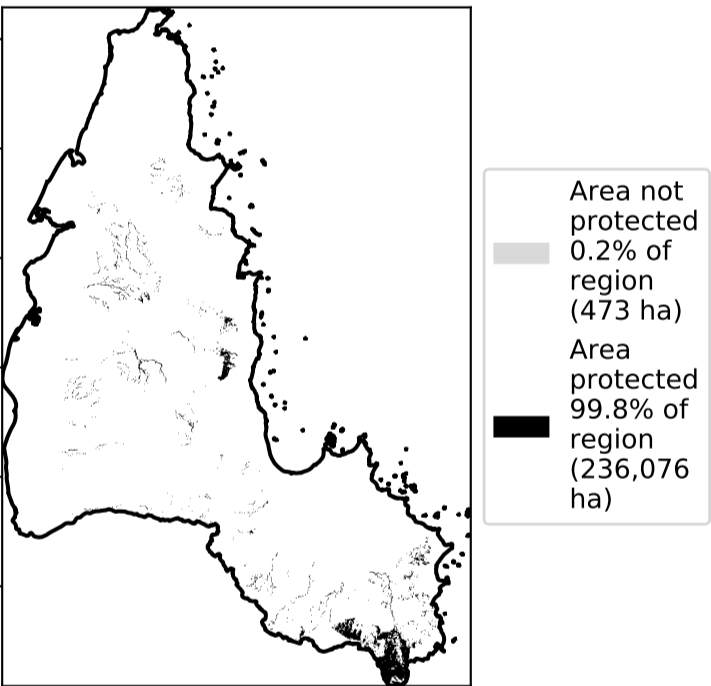 Area not
protected
0.2% of
region
(473 ha)
Area
protected
99.8% of
region
(236,076
ha)